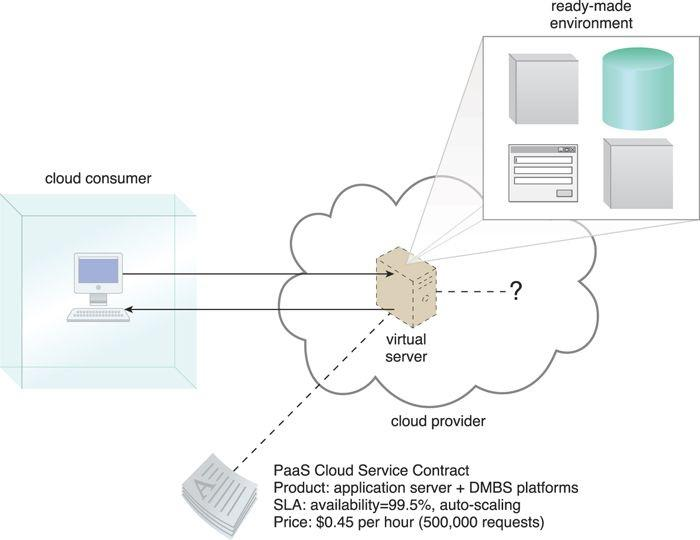 ready-made
environment
cloud consumer
?
virtual
server
cloud provider
A
PaaS Cloud Service Contract
Product: application server + DMBS platforms
SLA: availability=99.5%, auto-scaling
Price: $0.45 per hour (500,000 requests)